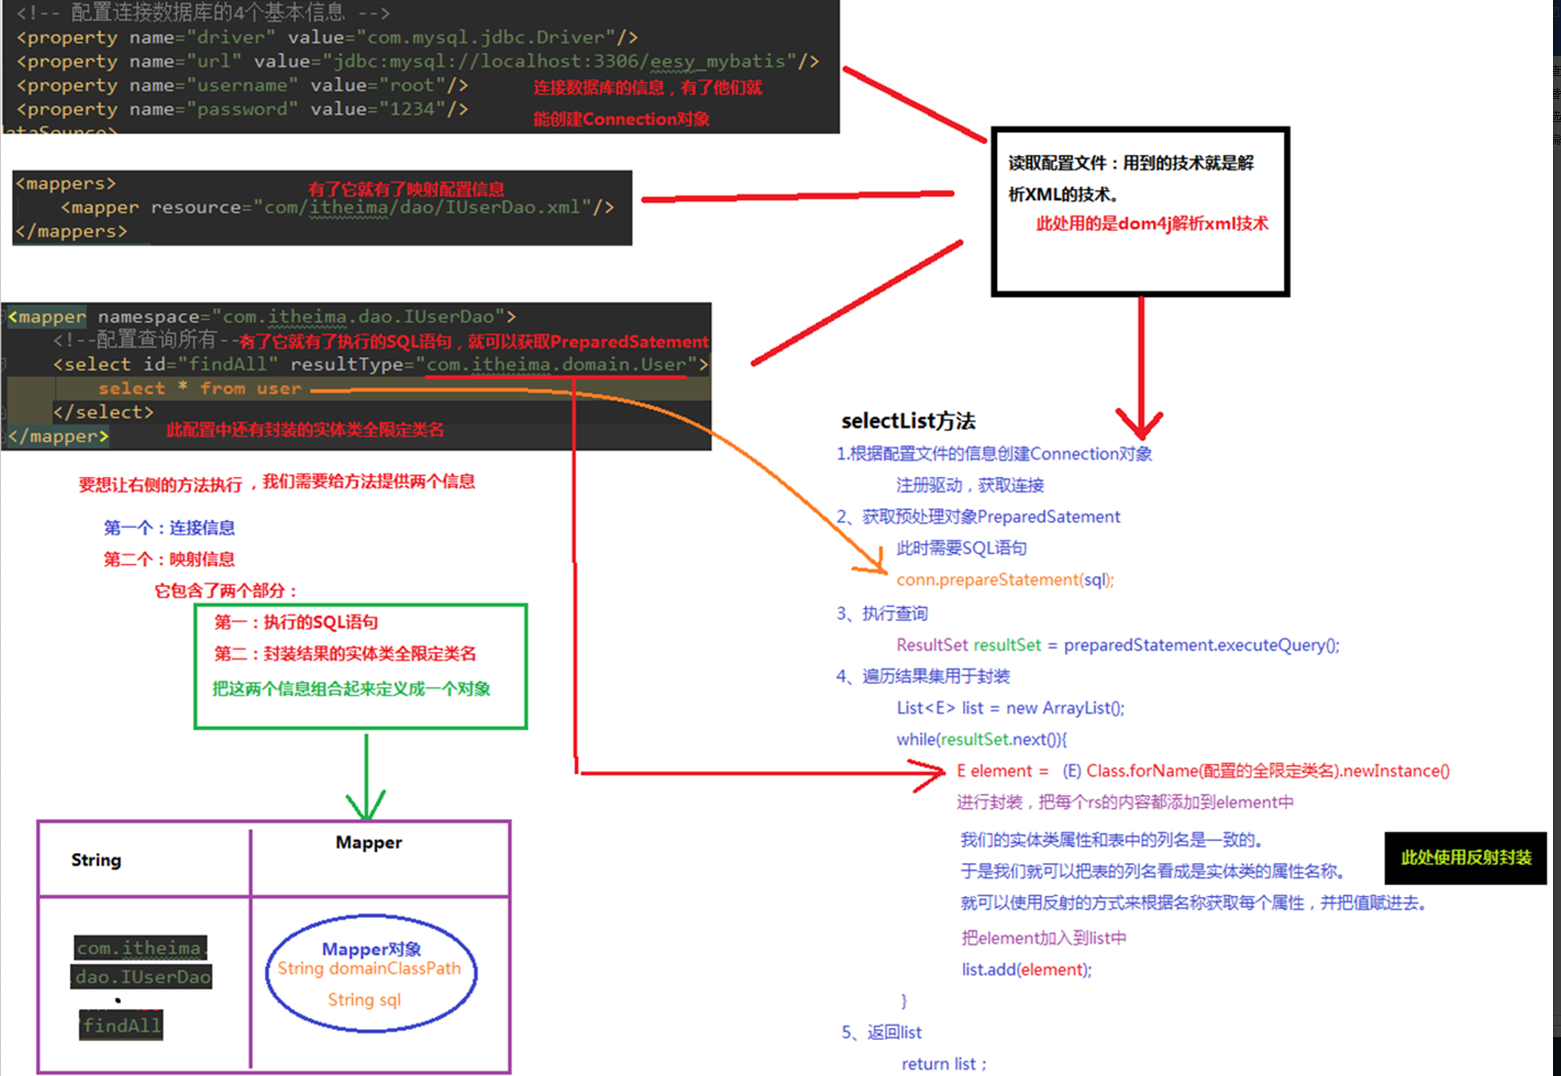 <!-- 配置连接数据库的4个基本信息 -->
<property name="driver" value="com.mysql.jdbc.Driver"/>
<property name="url" value="jdbc:mysql://localhost:3306/eesy_mybatis"/>
<property name="username" value="root"/>
<property name="password" value="1234"/>
dataSource>
连接数据库的信息，有了他们就
能创建Connection对象
<mappers>
有了它就有了映射配置信息
<mapper resource="com/itheima/dao/IUserDao.xml"/>
</mappers>
读取配置文件：用到的技术就是解
析XML的技术。
此处用的是dom4j解析xml技术
<mapper namespace="com.itheima.dao.IUserDao">
<!--配置查询所有--
有了它就有了执行的SQL语句，就可以获取PreparedSatement
<select id="findAll" resultType="com.itheima.domain.User">
select * from user
</select>
</mapper>
此配置中还有封装的实体类全限定类名
要想让右侧的方法执行，我们需要给方法提供两个信息
第一个：连接信息
第二个：映射信息
它包含了两个部分：
第一：执行的SQL语句
第二：封装结果的实体类全限定类名
把这两个信息组合起来定义成一个对象
String
Mapper
com.itheima.
dao.IUserDao
.
findAll
Mapper对象
String domainClassPath
String sql
selectList方法
1.根据配置文件的信息创建Connection对象
注册驱动，获取连接
2、获取预处理对象PreparedSatement
此时需要SQL语句
conn.prepareStatement(sql);
3、执行查询
ResultSet resultSet = preparedStatement.executeQuery();
4、遍历结果集用于封装
List<E> list = new ArrayList();
while(resultSet.next()){
E element = (E) Class.forName(配置的全限定类名).newInstance()
进行封装，把每个rs的内容都添加到element中
我们的实体类属性和表中的列名是一致的。
于是我们就可以把表的列名看成是实体类的属性名称。
就可以使用反射的方式来根据名称获取每个属性，并把值赋进去。
此处使用反射封装
把element加入到list中
list.add(element);
}
5、返回list
return list；